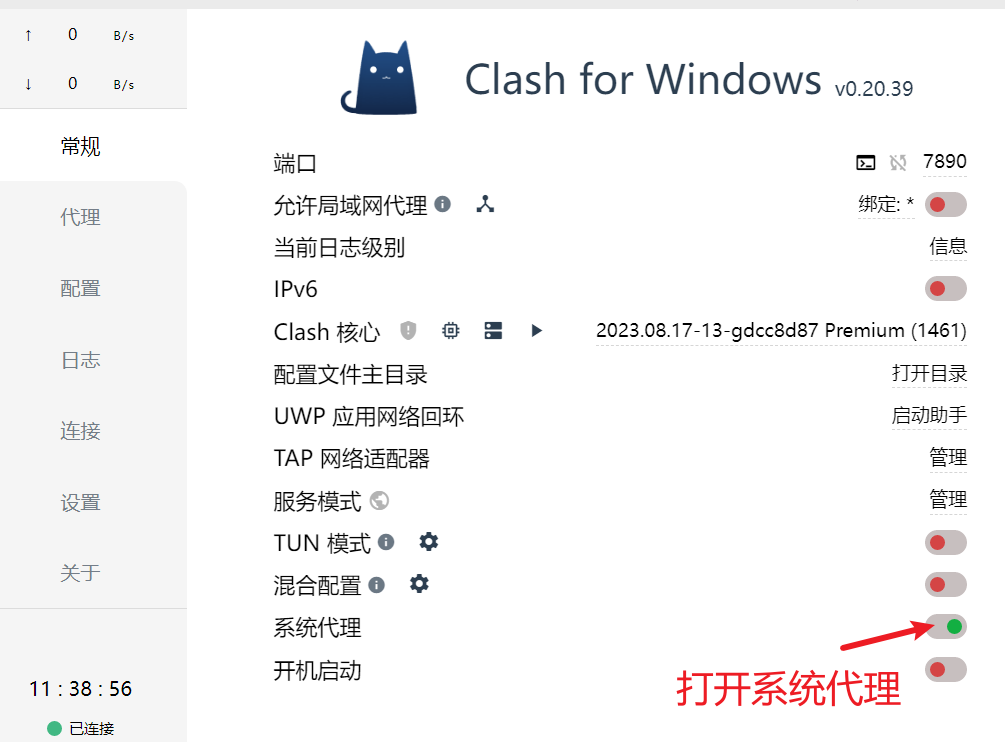 ↑ 0 B/s
↓ 0 B/s
常规
代理
配置
日志
连接
设置
关于
11 : 38 : 56
已连接
Clash for Windows v0.20.39
端口 7890
允许局域网代理 绑定: *
当前日志级别 信息
IPv6
Clash 核心 2023.08.17-13-gdcc8d87 Premium (1461)
配置文件主目录 打开目录
UWP 应用网络回环 启动助手
TAP 网络适配器 管理
服务模式 管理
TUN 模式
混合配置
系统代理
开机启动
打开系统代理